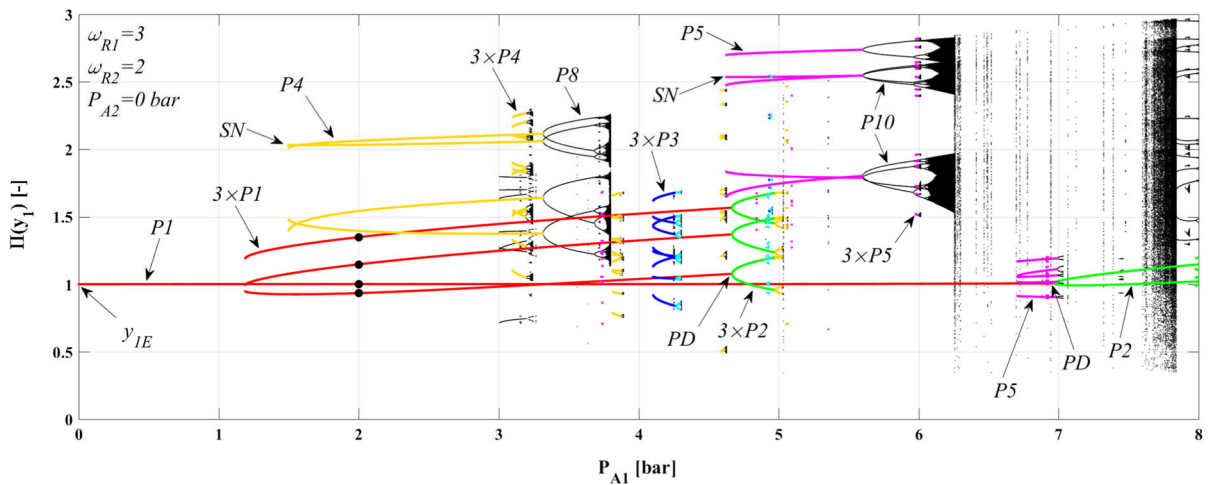 3
2.5
2
1.5
1
0.5
0
Π(y₁) [-]
ω_R1=3
ω_R2=2
P_A2=0 bar
P4
SN
3×P1
P1
y_1E
3×P4
P8
3×P3
P5
SN
P10
3×P5
PD
3×P2
P5
PD
P2
0 1 2 3 4 5 6 7 8
P_A1 [bar]